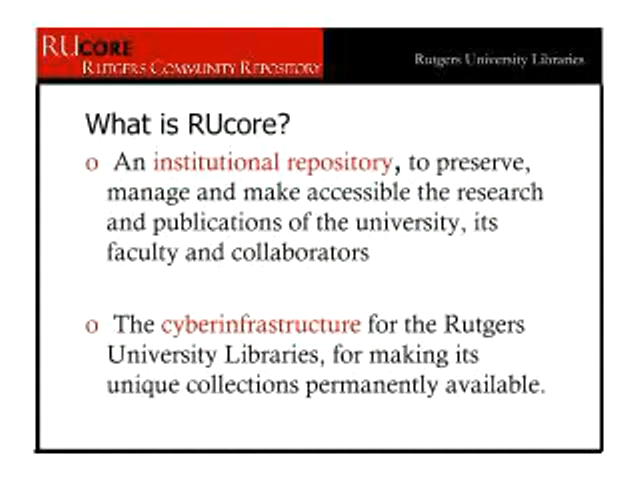 RUCORE
RUTGERS COMMUNITY REPOSITORY
Rutgers University Libraries
What is RUcore?
o An institutional repository, to preserve,
manage and make accessible the research
and publications of the university, its
faculty and collaborators
o The cyberinfrastructure for the Rutgers
University Libraries, for making its
unique collections permanently available.